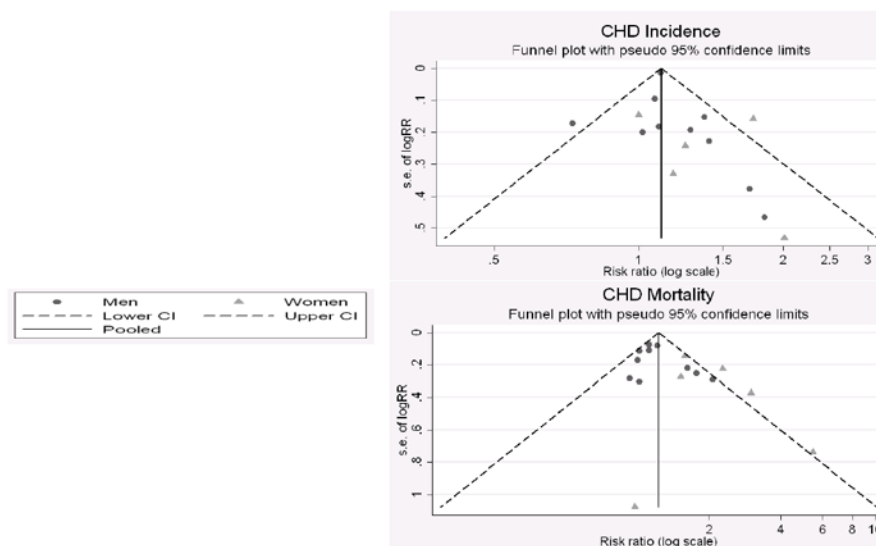 CHD Incidence
Funnel plot with pseudo 95% confidence limits
s.e. of logRR
0
.1
.2
.3
.4
.5
.5 1 1.5 2 2.5 3
Risk ratio (log scale)
Men Women
Lower CI Upper CI
Pooled
CHD Mortality
Funnel plot with pseudo 95% confidence limits
s.e. of logRR
0
.2
.4
.6
.8
1
2 4 6 8 10
Risk ratio (log scale)